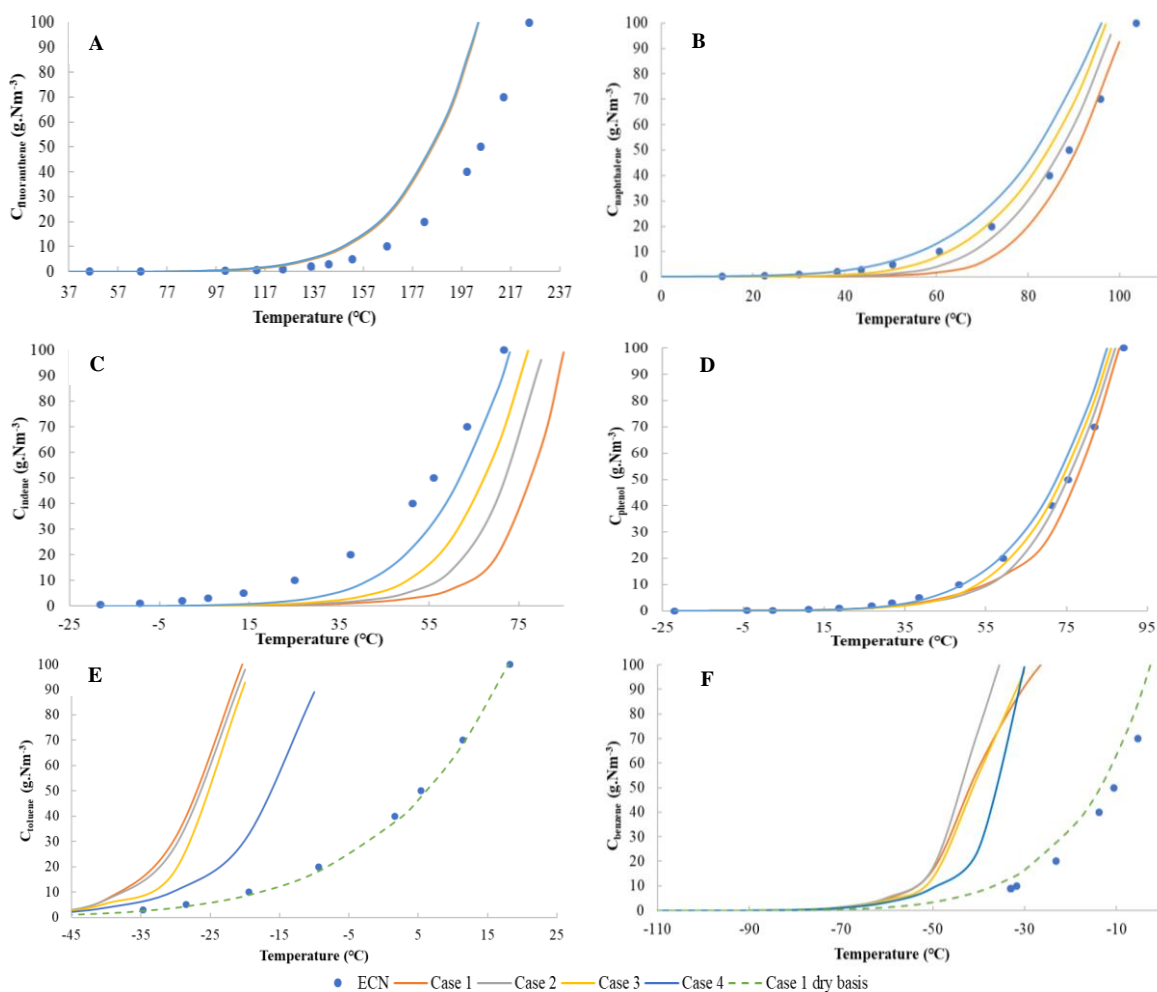 A
C fluoranthene (g.Nm-3)
100
90
80
70
60
50
40
30
20
10
0
37 57 77 97 117 137 157 177 197 217 237
Temperature (°C)
B
C naphthalene (g.Nm-3)
100
90
80
70
60
50
40
30
20
10
0
0 20 40 60 80 100
Temperature (°C)
C
C indene (g.Nm-3)
100
90
80
70
60
50
40
30
20
10
0
-25 -5 15 35 55 75
Temperature (°C)
D
C phenol (g.Nm-3)
100
90
80
70
60
50
40
30
20
10
0
-25 -5 15 35 55 75 95
Temperature (°C)
E
C toluene (g.Nm-3)
100
90
80
70
60
50
40
30
20
10
0
-45 -35 -25 -15 -5 5 15 25
Temperature (°C)
F
C benzene (g.Nm-3)
100
90
80
70
60
50
40
30
20
10
0
-110 -90 -70 -50 -30 -10
Temperature (°C)
ECN Case 1 Case 2 Case 3 Case 4 Case 1 dry basis